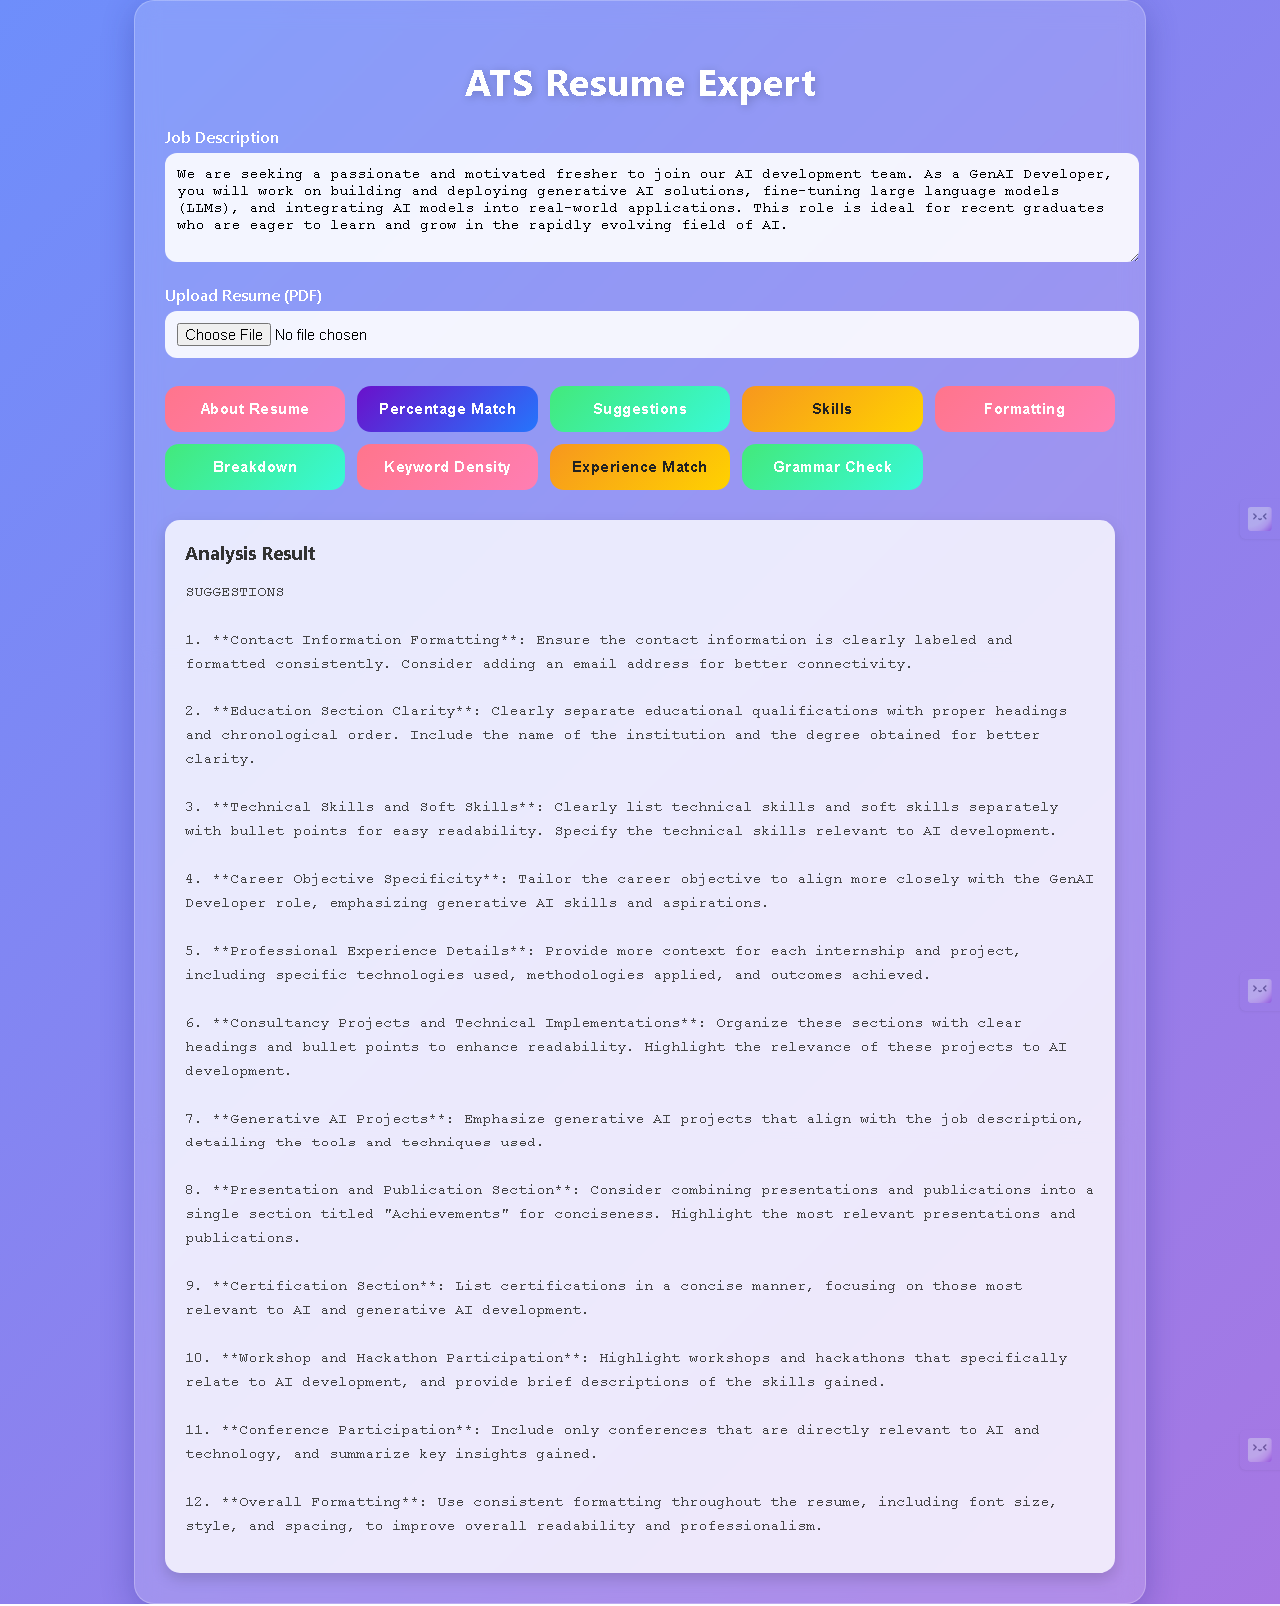 ATS Resume Expert
Job Description
We are seeking a passionate and motivated fresher to join our AI development team. As a GenAI Developer,
you will work on building and deploying generative AI solutions, fine-tuning large language models
(LLMs), and integrating AI models into real-world applications. This role is ideal for recent graduates
who are eager to learn and grow in the rapidly evolving field of AI.
Upload Resume (PDF)
Choose File No file chosen
About Resume Percentage Match Suggestions Skills Formatting
Breakdown Keyword Density Experience Match Grammar Check
Analysis Result
SUGGESTIONS
1. **Contact Information Formatting**: Ensure the contact information is clearly labeled and
formatted consistently. Consider adding an email address for better connectivity.
2. **Education Section Clarity**: Clearly separate educational qualifications with proper headings
and chronological order. Include the name of the institution and the degree obtained for better
clarity.
3. **Technical Skills and Soft Skills**: Clearly list technical skills and soft skills separately
with bullet points for easy readability. Specify the technical skills relevant to AI development.
4. **Career Objective Specificity**: Tailor the career objective to align more closely with the GenAI
Developer role, emphasizing generative AI skills and aspirations.
5. **Professional Experience Details**: Provide more context for each internship and project,
including specific technologies used, methodologies applied, and outcomes achieved.
6. **Consultancy Projects and Technical Implementations**: Organize these sections with clear
headings and bullet points to enhance readability. Highlight the relevance of these projects to AI
development.
7. **Generative AI Projects**: Emphasize generative AI projects that align with the job description,
detailing the tools and techniques used.
8. **Presentation and Publication Section**: Consider combining presentations and publications into a
single section titled "Achievements" for conciseness. Highlight the most relevant presentations and
publications.
9. **Certification Section**: List certifications in a concise manner, focusing on those most
relevant to AI and generative AI development.
10. **Workshop and Hackathon Participation**: Highlight workshops and hackathons that specifically
relate to AI development, and provide brief descriptions of the skills gained.
11. **Conference Participation**: Include only conferences that are directly relevant to AI and
technology, and summarize key insights gained.
12. **Overall Formatting**: Use consistent formatting throughout the resume, including font size,
style, and spacing, to improve overall readability and professionalism.